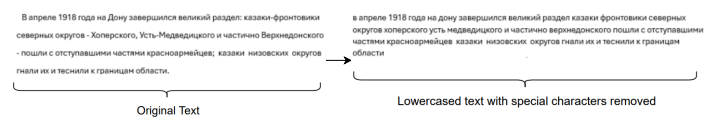 В апреле 1918 года на Дону завершился великий раздел: казаки-фронтовики
северных округов - Хоперского, Усть-Медведицкого и частично Верхнедонского
- пошли с отступавшими частями красноармейцев; казаки низовских округов
гнали их и теснили к границам области.
Original Text
в апреле 1918 года на дону завершился великий раздел казаки фронтовики северных
округов хоперского усть медведицкого и частично верхнедонского пошли с отступавшими
частями красноармейцев казаки низовских округов гнали их и теснили к границам
области
Lowercased text with special characters removed